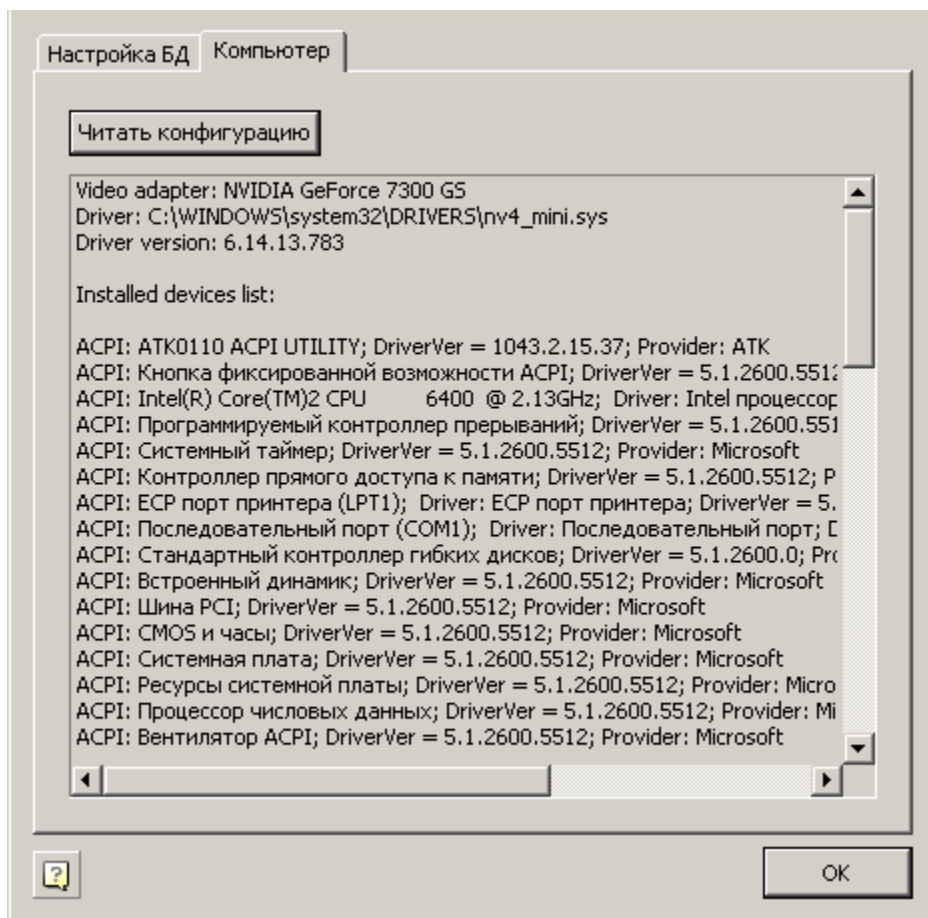 Настройка БД
Компьютер
Читать конфигурацию
Video adapter: NVIDIA GeForce 7300 GS
Driver: C:\WINDOWS\system32\DRIVERS\nv4_mini.sys
Driver version: 6.14.13.783
Installed devices list:
ACPI: ATK0110 ACPI UTILITY; DriverVer = 1043.2.15.37; Provider: ATK
ACPI: Кнопка фиксированной возможности ACPI; DriverVer = 5.1.2600.5512
ACPI: Intel(R) Core(TM)2 CPU 6400 @ 2.13GHz; Driver: Intel процессор
ACPI: Программируемый контроллер прерываний; DriverVer = 5.1.2600.551
ACPI: Системный таймер; DriverVer = 5.1.2600.5512; Provider: Microsoft
ACPI: Контроллер прямого доступа к памяти; DriverVer = 5.1.2600.5512; P
ACPI: ECP порт принтера (LPT1); Driver: ECP порт принтера; DriverVer = 5.
ACPI: Последовательный порт (COM1); Driver: Последовательный порт;
ACPI: Стандартный контроллер гибких дисков; DriverVer = 5.1.2600.0; Pro
ACPI: Встроенный динамик; DriverVer = 5.1.2600.5512; Provider: Microsoft
ACPI: Шина PCI; DriverVer = 5.1.2600.5512; Provider: Microsoft
ACPI: CMOS и часы; DriverVer = 5.1.2600.5512; Provider: Microsoft
ACPI: Системная плата; DriverVer = 5.1.2600.5512; Provider: Microsoft
ACPI: Ресурсы системной платы; DriverVer = 5.1.2600.5512; Provider: Micro
ACPI: Процессор числовых данных; DriverVer = 5.1.2600.5512; Provider: Mi
ACPI: Вентилятор ACPI; DriverVer = 5.1.2600.5512; Provider: Microsoft
?
OK